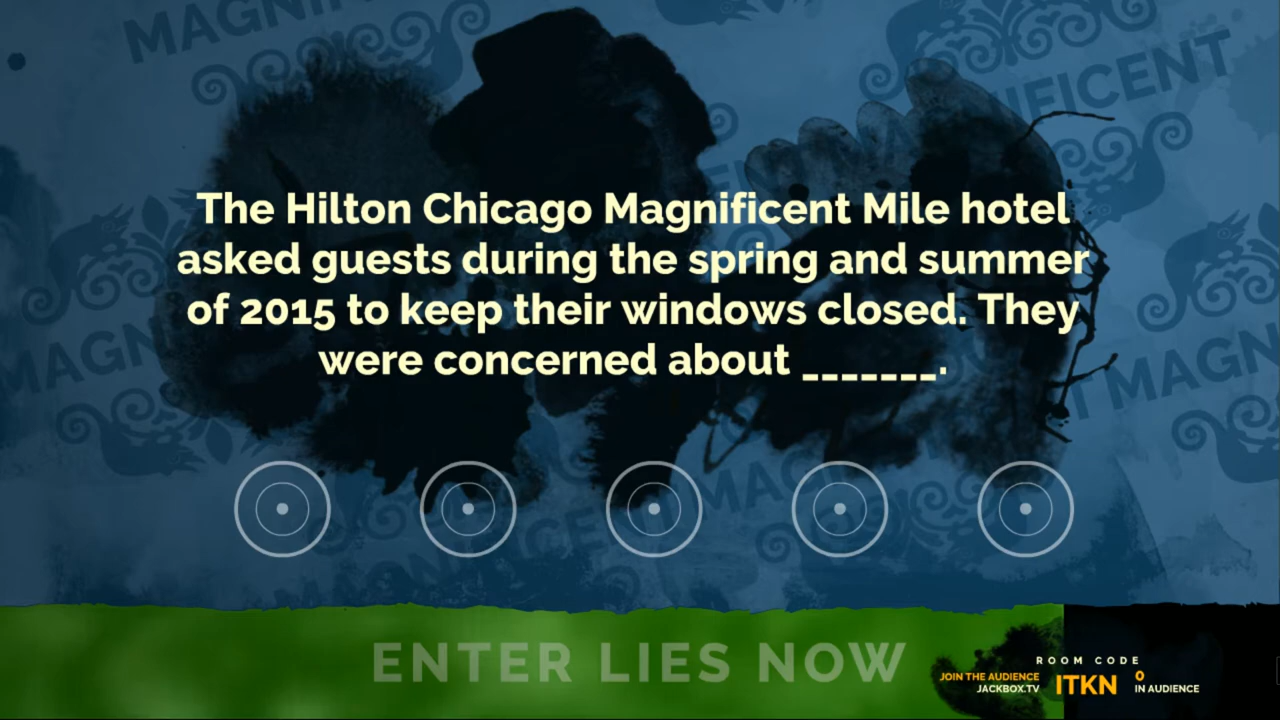 MAGNIFICENT
The Hilton Chicago Magnificent Mile hotel
asked guests during the spring and summer
of 2015 to keep their windows closed. They
were concerned about _______.
ENTER LIES NOW
ROOM CODE
JOIN THE AUDIENCE
JACKBOX.TV
ITKN
0
IN AUDIENCE